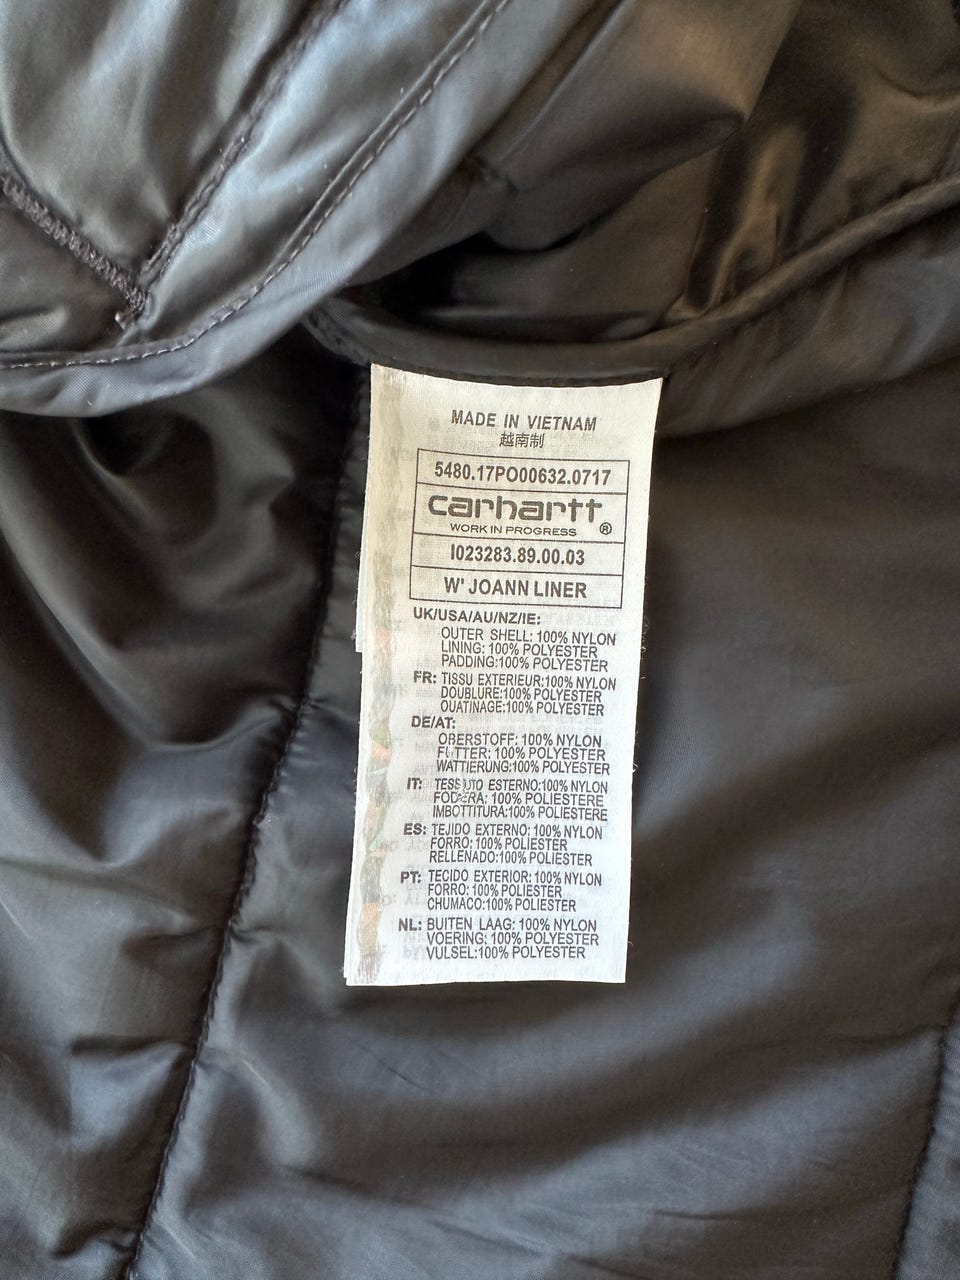 MADE IN VIETNAM
越南制
5480.17PO00632.0717
carhartt
WORK IN PROGRESS ®
I023283.89.00.03
W' JOANN LINER
UK/USA/AU/NZ/IE:
OUTER SHELL: 100% NYLON
LINING: 100% POLYESTER
PADDING:100% POLYESTER
FR: TISSU EXTERIEUR:100% NYLON
DOUBLURE:100% POLYESTER
OUATINAGE:100% POLYESTER
DE/AT:
OBERSTOFF: 100% NYLON
FUTTER: 100% POLYESTER
WATTIERUNG:100% POLYESTER
IT: TESSUTO ESTERNO:100% NYLON
FODERA: 100% POLIESTERE
IMBOTTITURA:100% POLIESTERE
ES: TEJIDO EXTERNO:100% NYLON
FORRO: 100% POLIESTER
RELLENADO:100% POLIESTER
PT: TECIDO EXTERIOR:100% NYLON
FORRO: 100% POLIESTER
CHUMACO:100% POLIESTER
NL: BUITEN LAAG: 100% NYLON
VOERING: 100% POLYESTER
VULSEL:100% POLYESTER